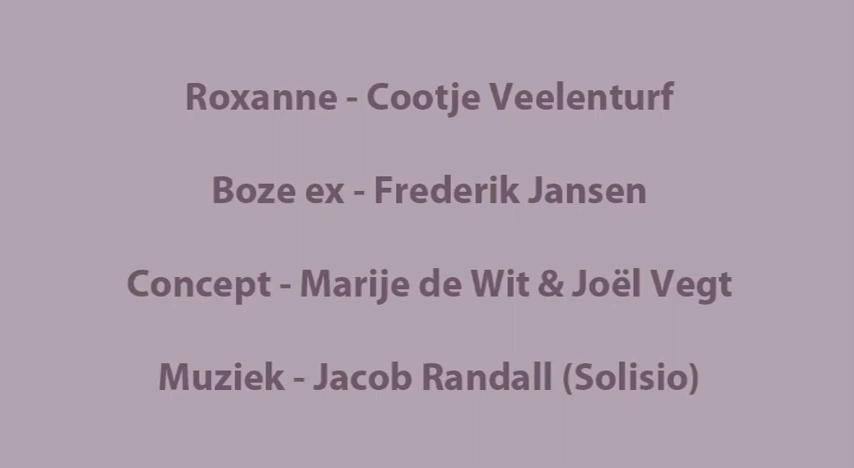 Roxanne - Cootje Veelenturf
Boze ex - Frederik Jansen
Concept - Marije de Wit & Joël Vegt
Muziek - Jacob Randall (Solisio)